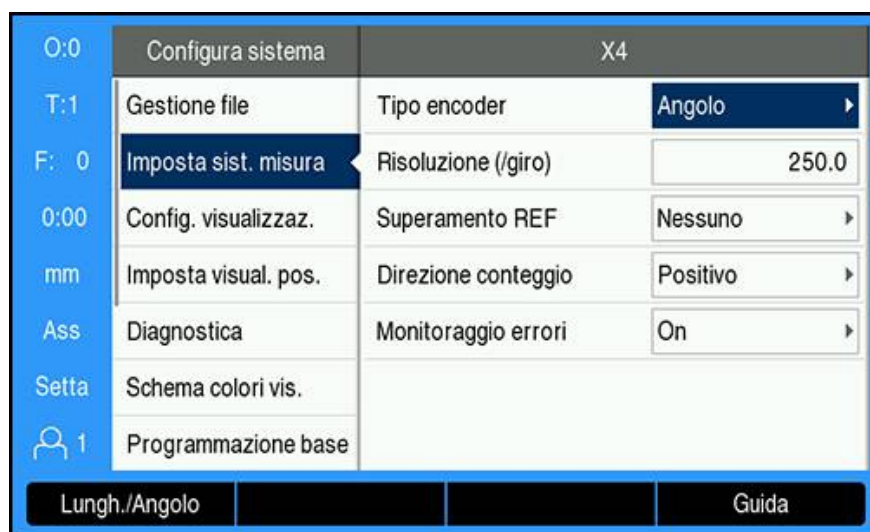 O:0 Configura sistema X4
T:1 Gestione file Tipo encoder Angolo
F: 0 Imposta sist. misura Risoluzione (/giro) 250.0
0:00 Config. visualizzaz. Superamento REF Nessuno
mm Imposta visual. pos. Direzione conteggio Positivo
Ass Diagnostica Monitoraggio errori On
Setta Schema colori vis.
1 Programmazione base
Lungh./Angolo Guida